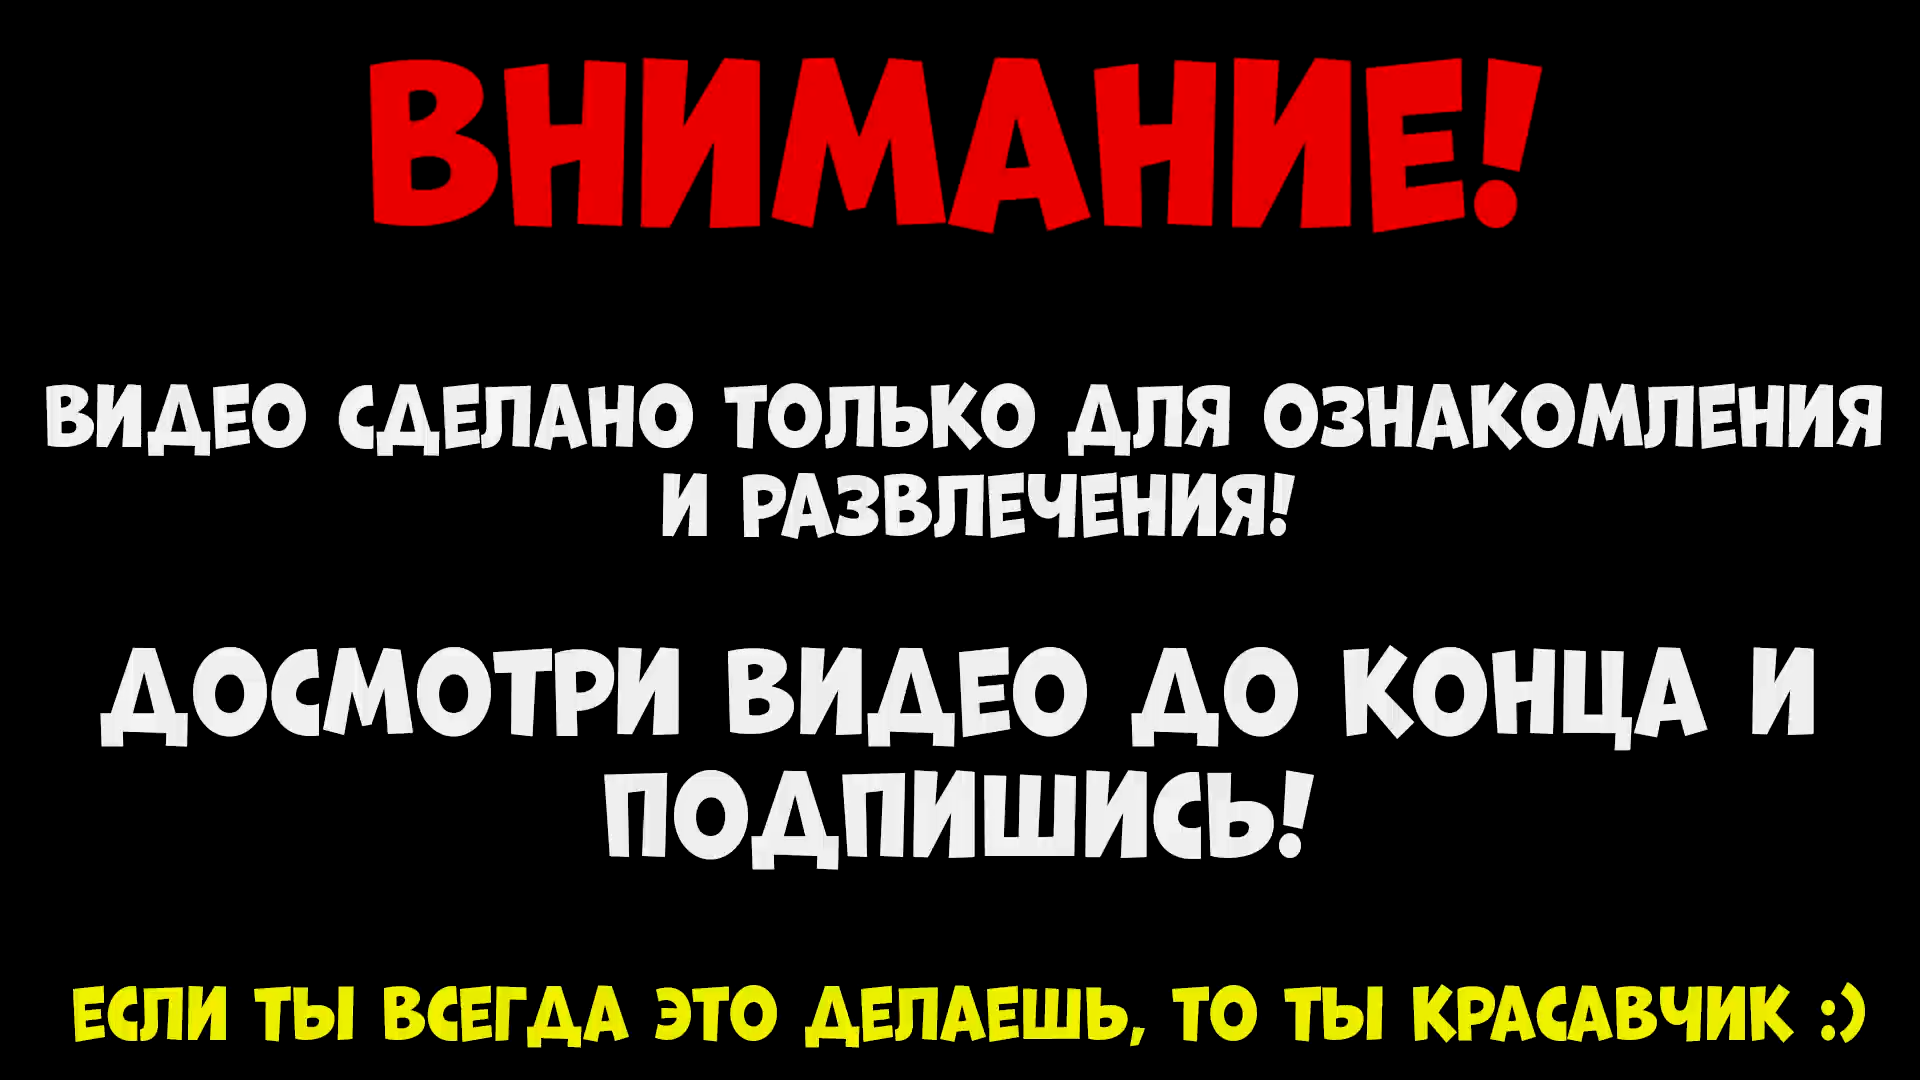 ВНИМАНИЕ!
ВИДЕО СДЕЛАНО ТОЛЬКО ДЛЯ ОЗНАКОМЛЕНИЯ
И РАЗВЛЕЧЕНИЯ!
ДОСМОТРИ ВИДЕО ДО КОНЦА И
ПОДПИШИСЬ!
ЕСЛИ ТЫ ВСЕГДА ЭТО ДЕЛАЕШЬ, ТО ТЫ КРАСАВЧИК :)